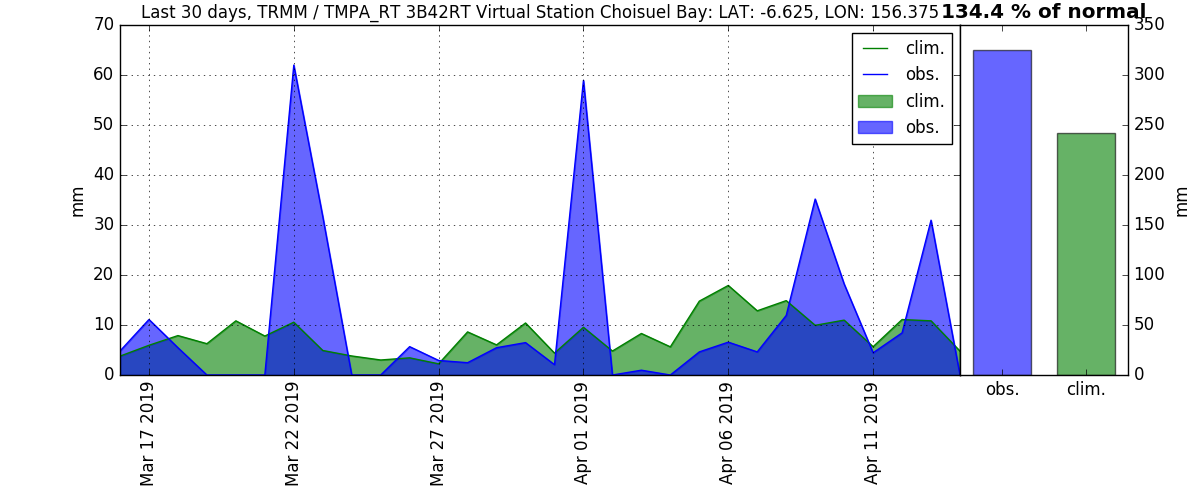 Last 30 days, TRMM / TMPA_RT 3B42RT Virtual Station Choisuel Bay: LAT: -6.625, LON: 156.375
134.4 % of normal
70
60
50
40
30
20
10
0
mm
clim.
obs.
clim.
obs.
Mar 17 2019
Mar 22 2019
Mar 27 2019
Apr 01 2019
Apr 06 2019
Apr 11 2019
350
300
250
200
150
100
50
0
mm
obs.
clim.